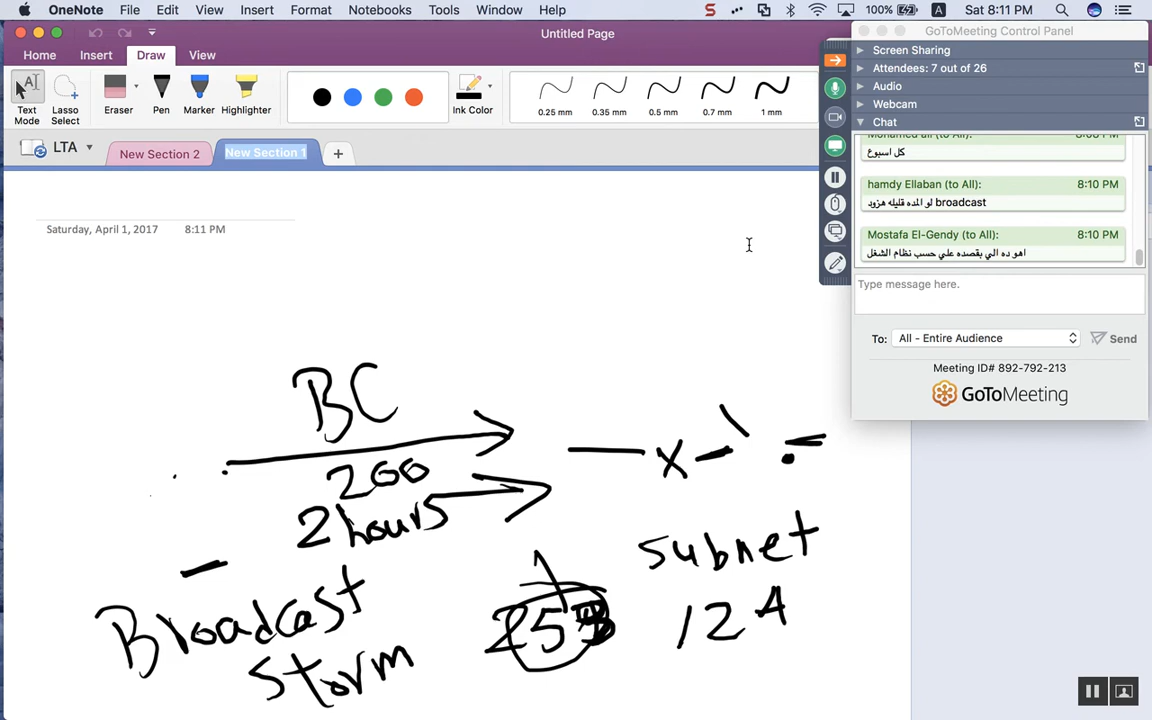 OneNote File Edit View Insert Format Notebooks Tools Window Help 100% A Sat 8:11 PM
Untitled Page
GoToMeeting Control Panel
Home Insert Draw View
Screen Sharing
Attendees: 7 out of 26
Audio
Webcam
Chat
Text Mode
Lasso Select
Eraser
Pen
Marker
Highlighter
Ink Color
0.25 mm 0.35 mm 0.5 mm 0.7 mm 1 mm
LTA
New Section 2
New Section 1
كل اسبوع
hamdy Ellaban (to All): 8:10 PM
لو المده قليله هزود broadcast
Mostafa El-Gendy (to All): 8:10 PM
اهو ده الي بقصده علي حسب نظام الشغل
Type message here.
To: All - Entire Audience Send
Meeting ID# 892-792-213
GoToMeeting
Saturday, April 1, 2017 8:11 PM
BC
200
2 hours
x
Broadcast
Storm
subnet
124